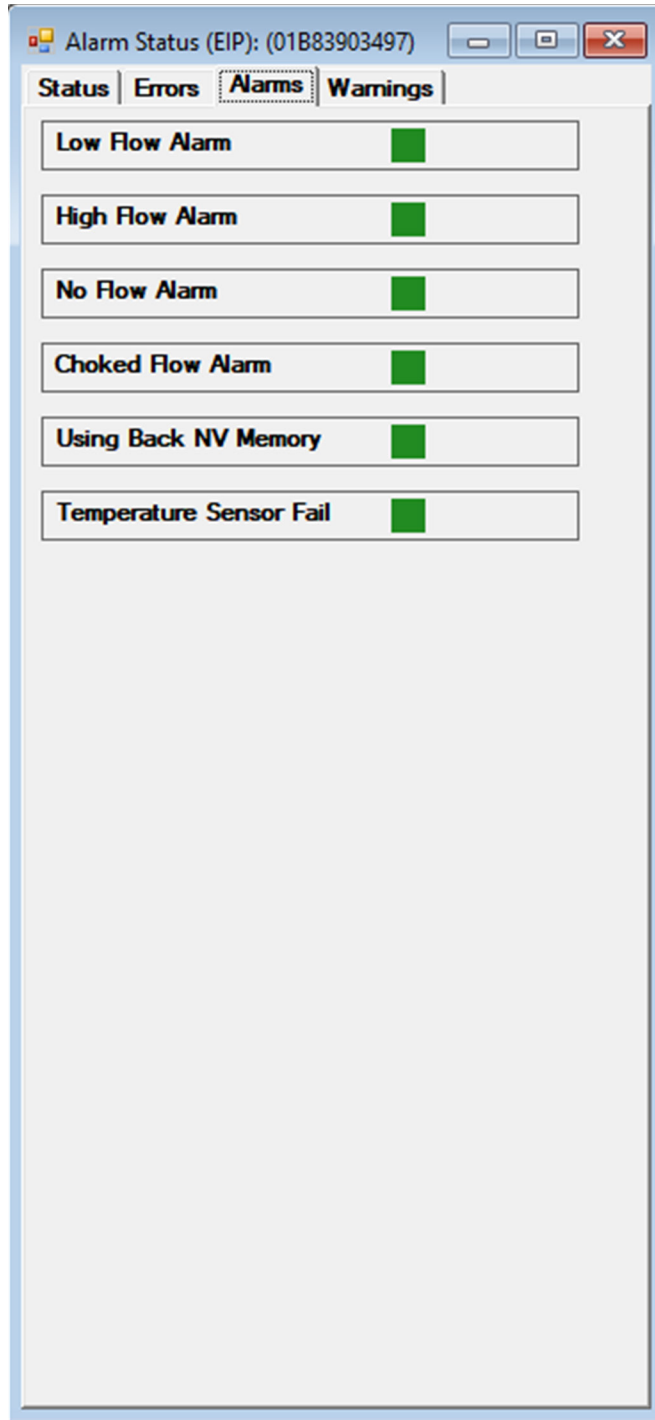 Alarm Status (EIP): (01B83903497)
Status Errors Alarms Warnings
Low Flow Alarm
High Flow Alarm
No Flow Alarm
Choked Flow Alarm
Using Back NV Memory
Temperature Sensor Fail